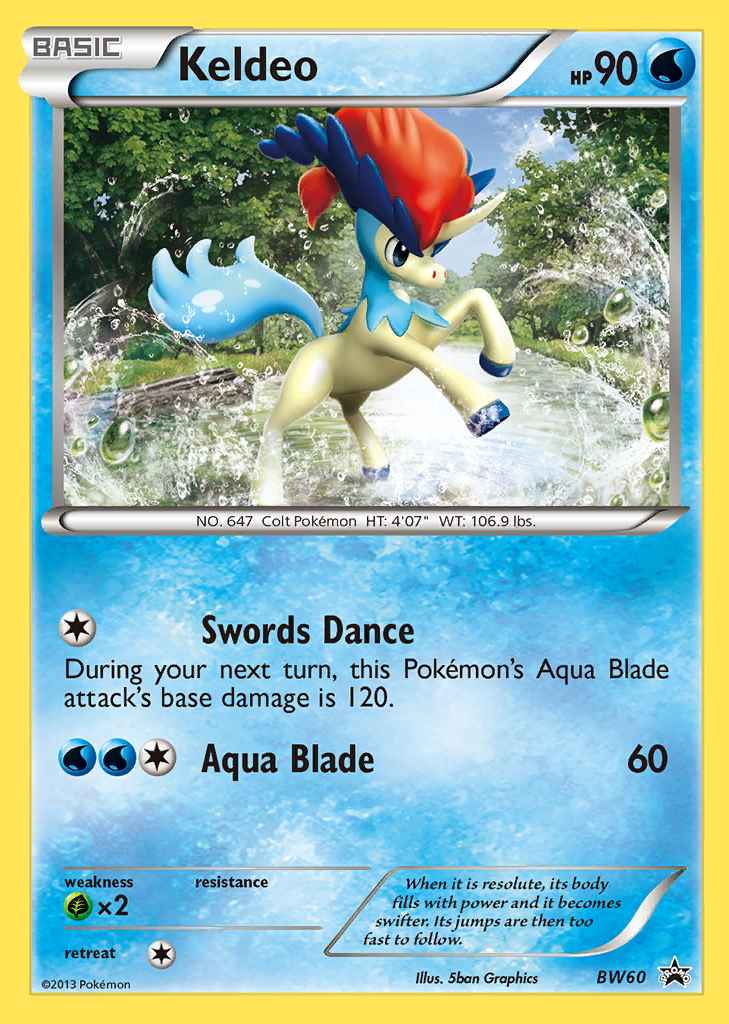 BASIC
Keldeo
HP 90
NO. 647 Colt Pokémon HT: 4'07" WT: 106.9 lbs.
Swords Dance
During your next turn, this Pokémon's Aqua Blade
attack's base damage is 120.
Aqua Blade 60
weakness resistance
×2
When it is resolute, its body
fills with power and it becomes
swifter. Its jumps are then too
fast to follow.
retreat
©2013 Pokémon
Illus. 5ban Graphics
BW60
PROMO